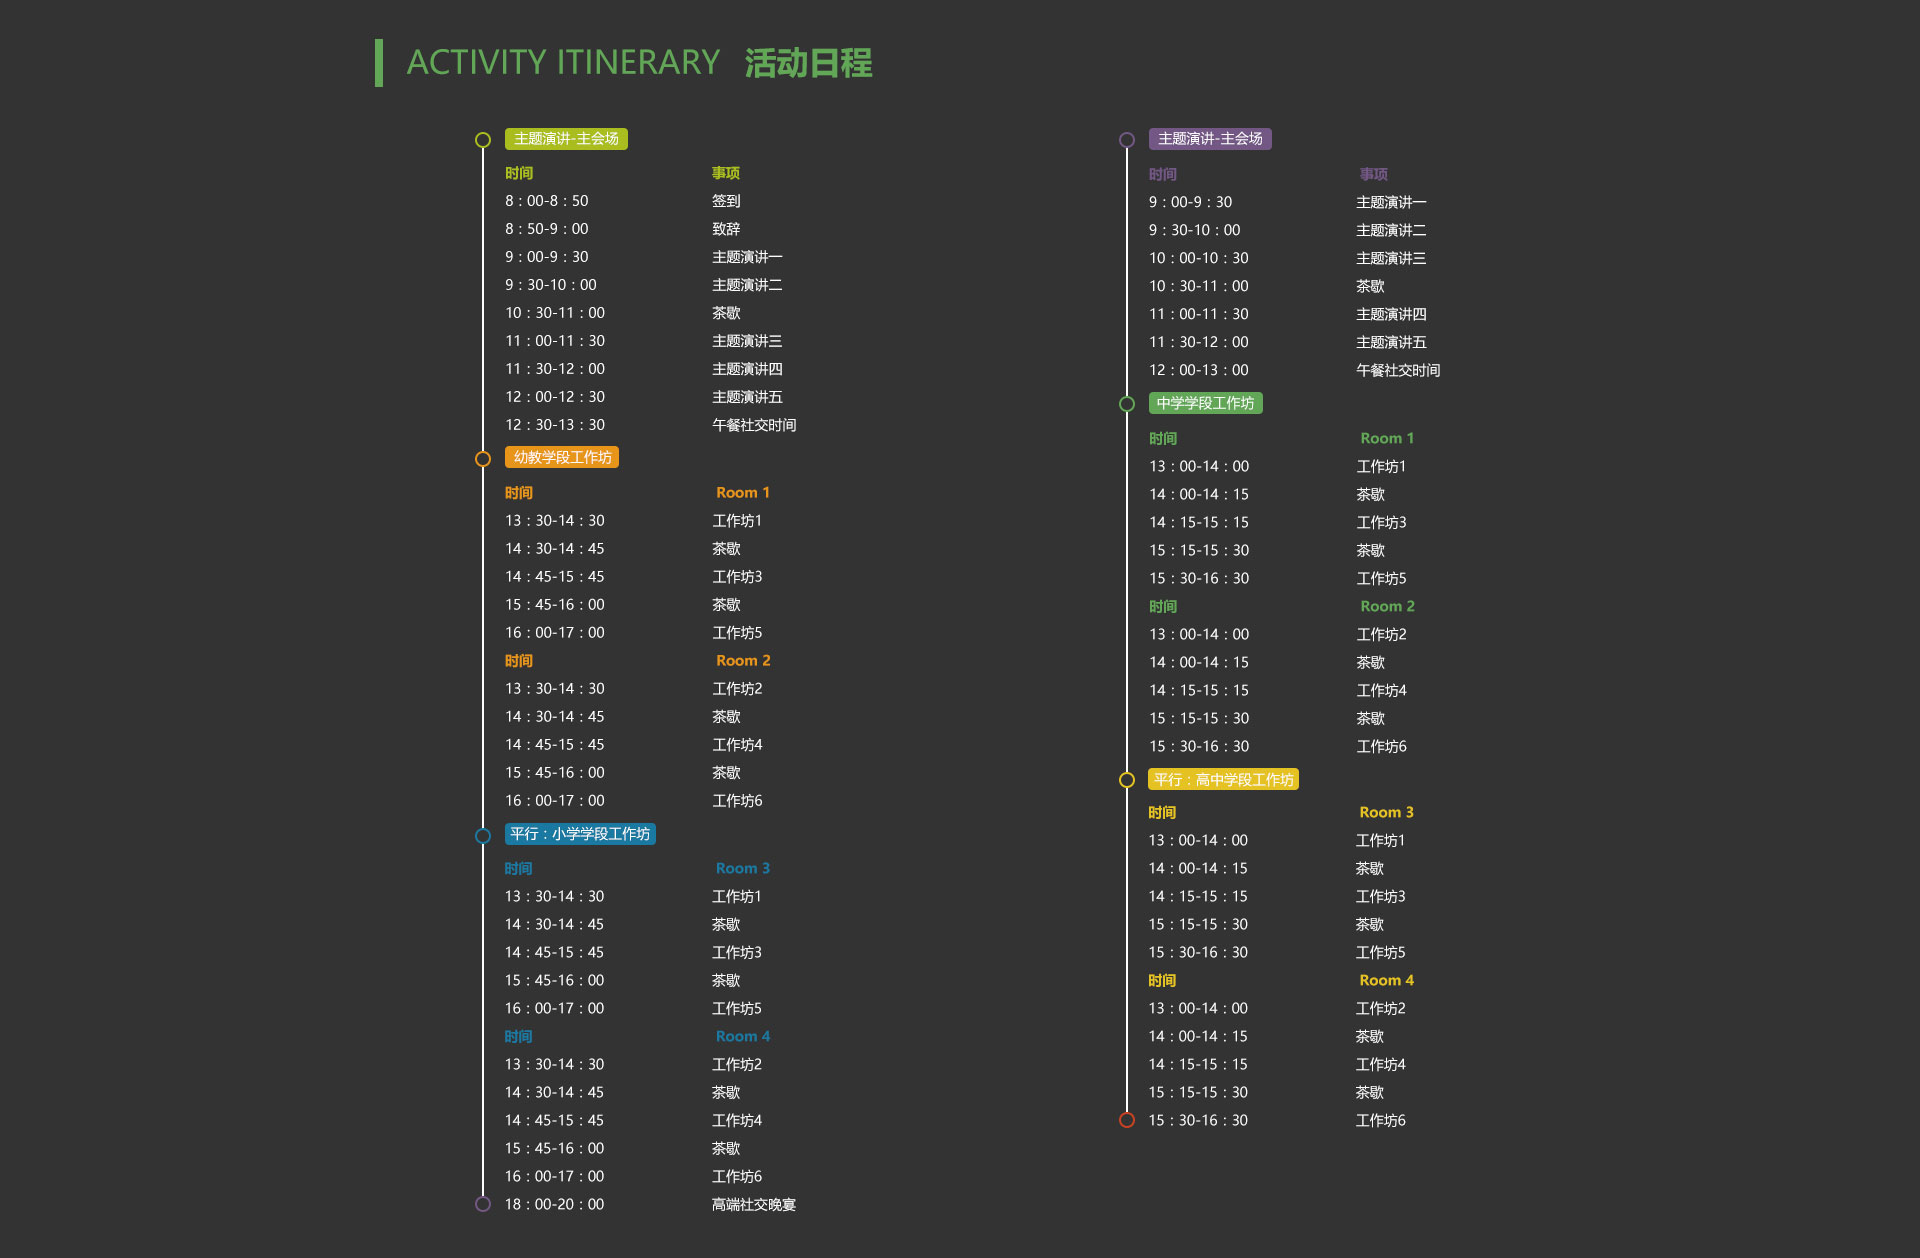 ACTIVITY ITINERARY 活动日程
主题演讲-主会场
时间 事项
8：00-8：50 签到
8：50-9：00 致辞
9：00-9：30 主题演讲一
9：30-10：00 主题演讲二
10：30-11：00 茶歇
11：00-11：30 主题演讲三
11：30-12：00 主题演讲四
12：00-12：30 主题演讲五
12：30-13：30 午餐社交时间
幼教学段工作坊
时间 Room 1
13：30-14：30 工作坊1
14：30-14：45 茶歇
14：45-15：45 工作坊3
15：45-16：00 茶歇
16：00-17：00 工作坊5
时间 Room 2
13：30-14：30 工作坊2
14：30-14：45 茶歇
14：45-15：45 工作坊4
15：45-16：00 茶歇
16：00-17：00 工作坊6
平行：小学学段工作坊
时间 Room 3
13：30-14：30 工作坊1
14：30-14：45 茶歇
14：45-15：45 工作坊3
15：45-16：00 茶歇
16：00-17：00 工作坊5
时间 Room 4
13：30-14：30 工作坊2
14：30-14：45 茶歇
14：45-15：45 工作坊4
15：45-16：00 茶歇
16：00-17：00 工作坊6
18：00-20：00 高端社交晚宴
主题演讲-主会场
时间 事项
9：00-9：30 主题演讲一
9：30-10：00 主题演讲二
10：00-10：30 主题演讲三
10：30-11：00 茶歇
11：00-11：30 主题演讲四
11：30-12：00 主题演讲五
12：00-13：00 午餐社交时间
中学学段工作坊
时间 Room 1
13：00-14：00 工作坊1
14：00-14：15 茶歇
14：15-15：15 工作坊3
15：15-15：30 茶歇
15：30-16：30 工作坊5
时间 Room 2
13：00-14：00 工作坊2
14：00-14：15 茶歇
14：15-15：15 工作坊4
15：15-15：30 茶歇
15：30-16：30 工作坊6
平行：高中学段工作坊
时间 Room 3
13：00-14：00 工作坊1
14：00-14：15 茶歇
14：15-15：15 工作坊3
15：15-15：30 茶歇
15：30-16：30 工作坊5
时间 Room 4
13：00-14：00 工作坊2
14：00-14：15 茶歇
14：15-15：15 工作坊4
15：15-15：30 茶歇
15：30-16：30 工作坊6